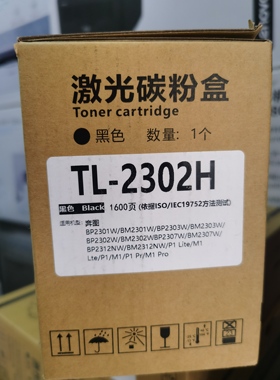 激光碳粉盒
Toner cartridge
黑色 数量：1个
TL-2302H
黑色 Black 1600页 (依据ISO/IEC19752方法测试)
适用机型：奔图
BP2301W/BM2301W/BP2303W/BM2303W/
BP2302W/BM2302WBP2307W/BM2307W/
BP2312NW/BM2312NW/P1 Lite/M1
Lite/P1/M1/P1 Pr/M1 Pro